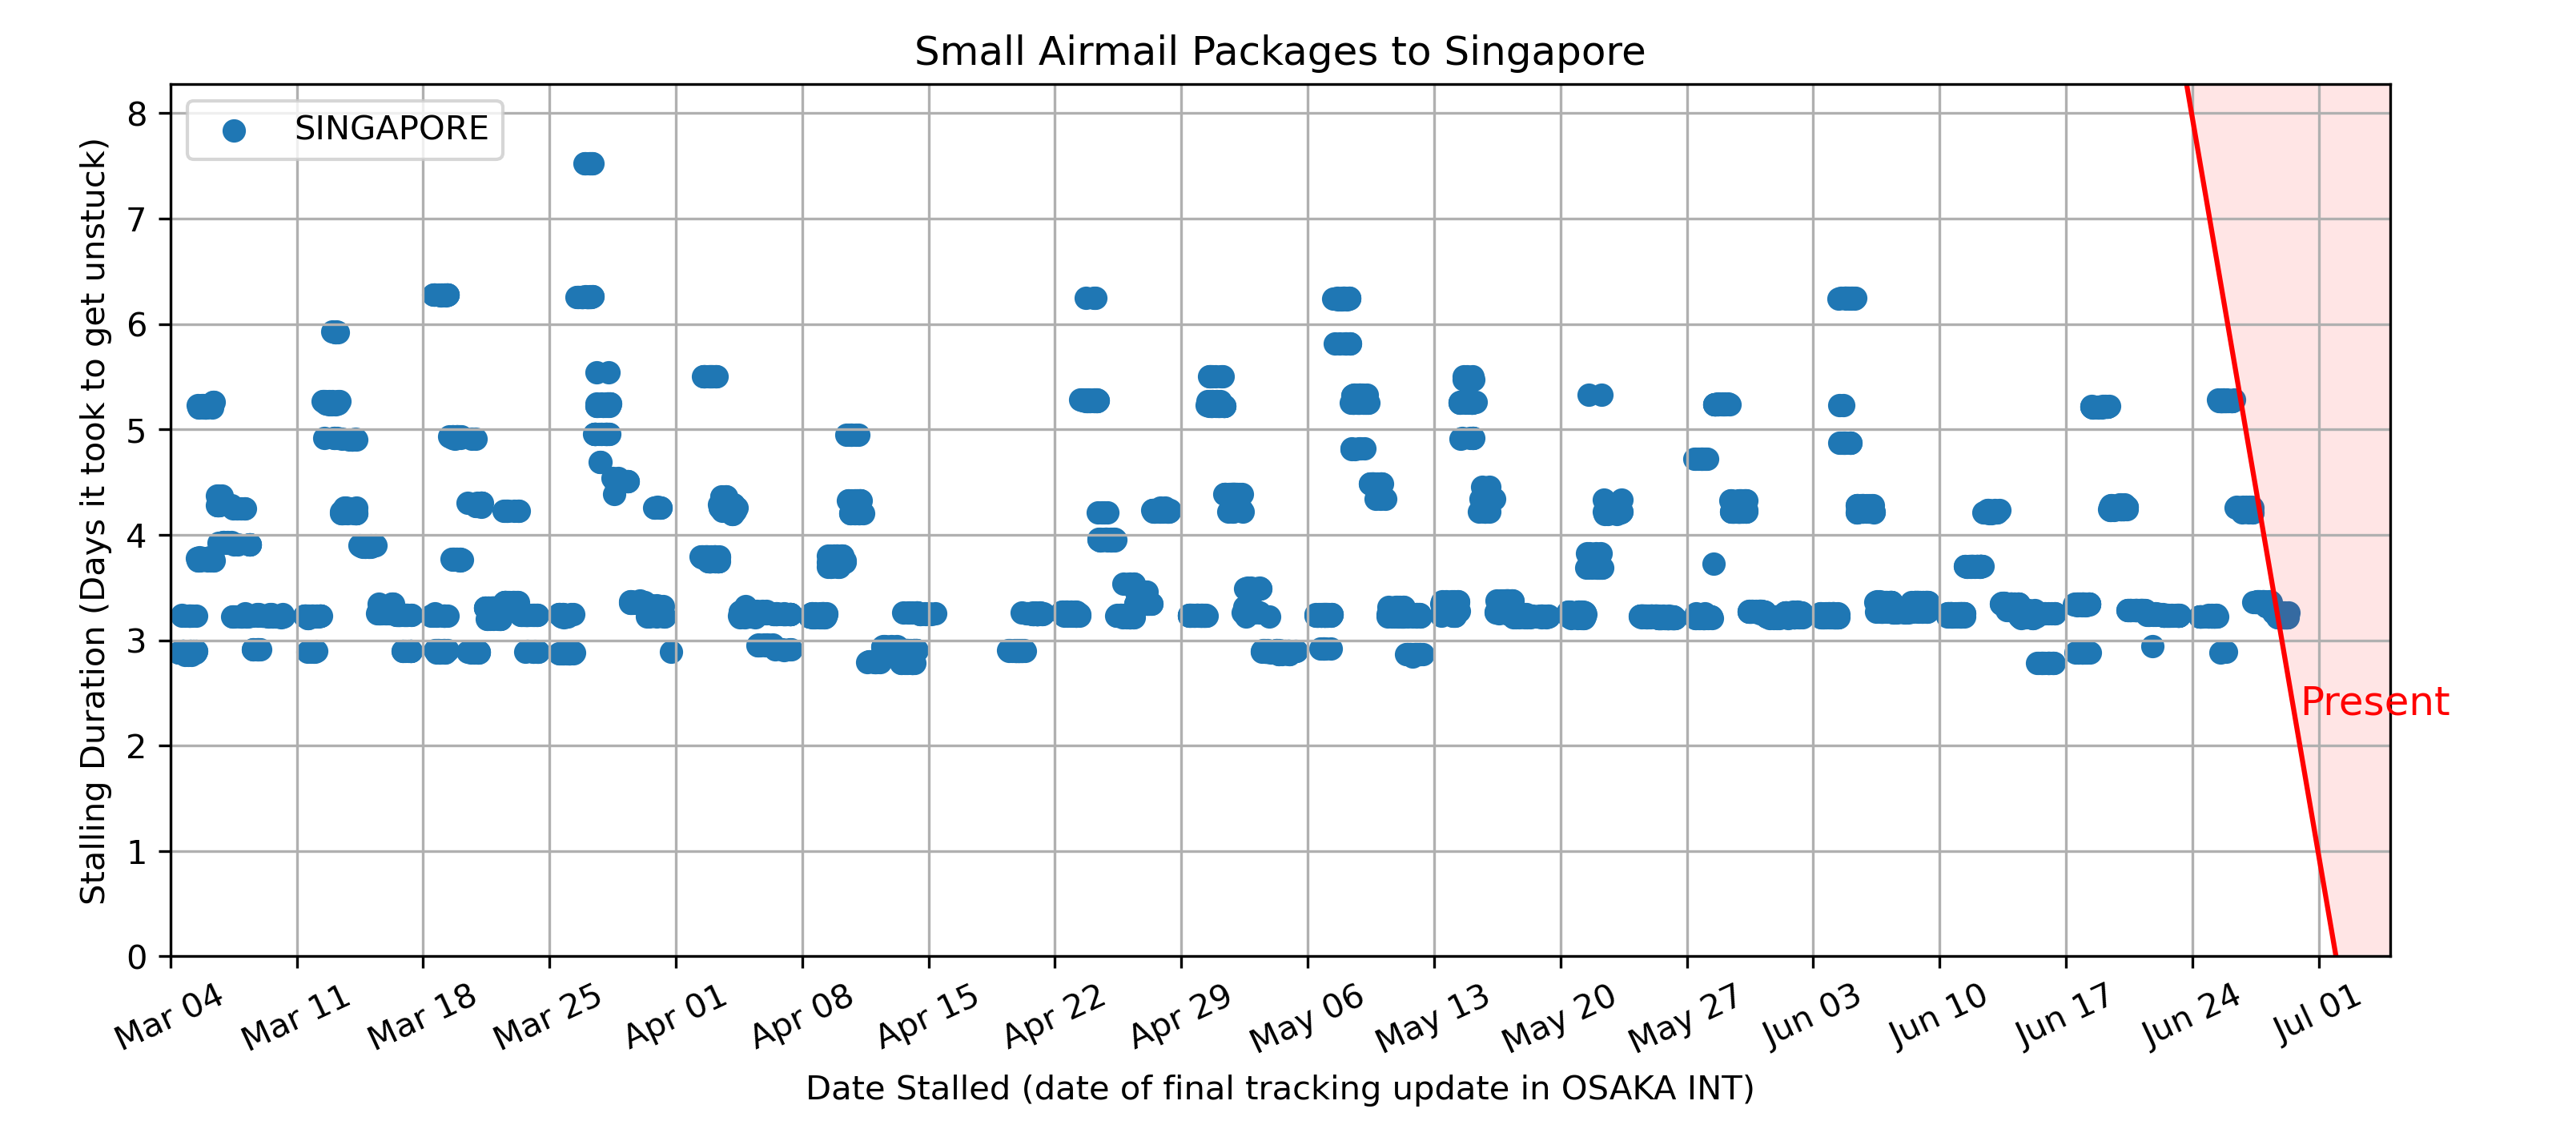 Small Airmail Packages to Singapore
SINGAPORE
Stalling Duration (Days it took to get unstuck)
8
7
6
5
4
3
2
1
0
Present
Mar 04
Mar 11
Mar 18
Mar 25
Apr 01
Apr 08
Apr 15
Apr 22
Apr 29
May 06
May 13
May 20
May 27
Jun 03
Jun 10
Jun 17
Jun 24
Jul 01
Date Stalled (date of final tracking update in OSAKA INT)